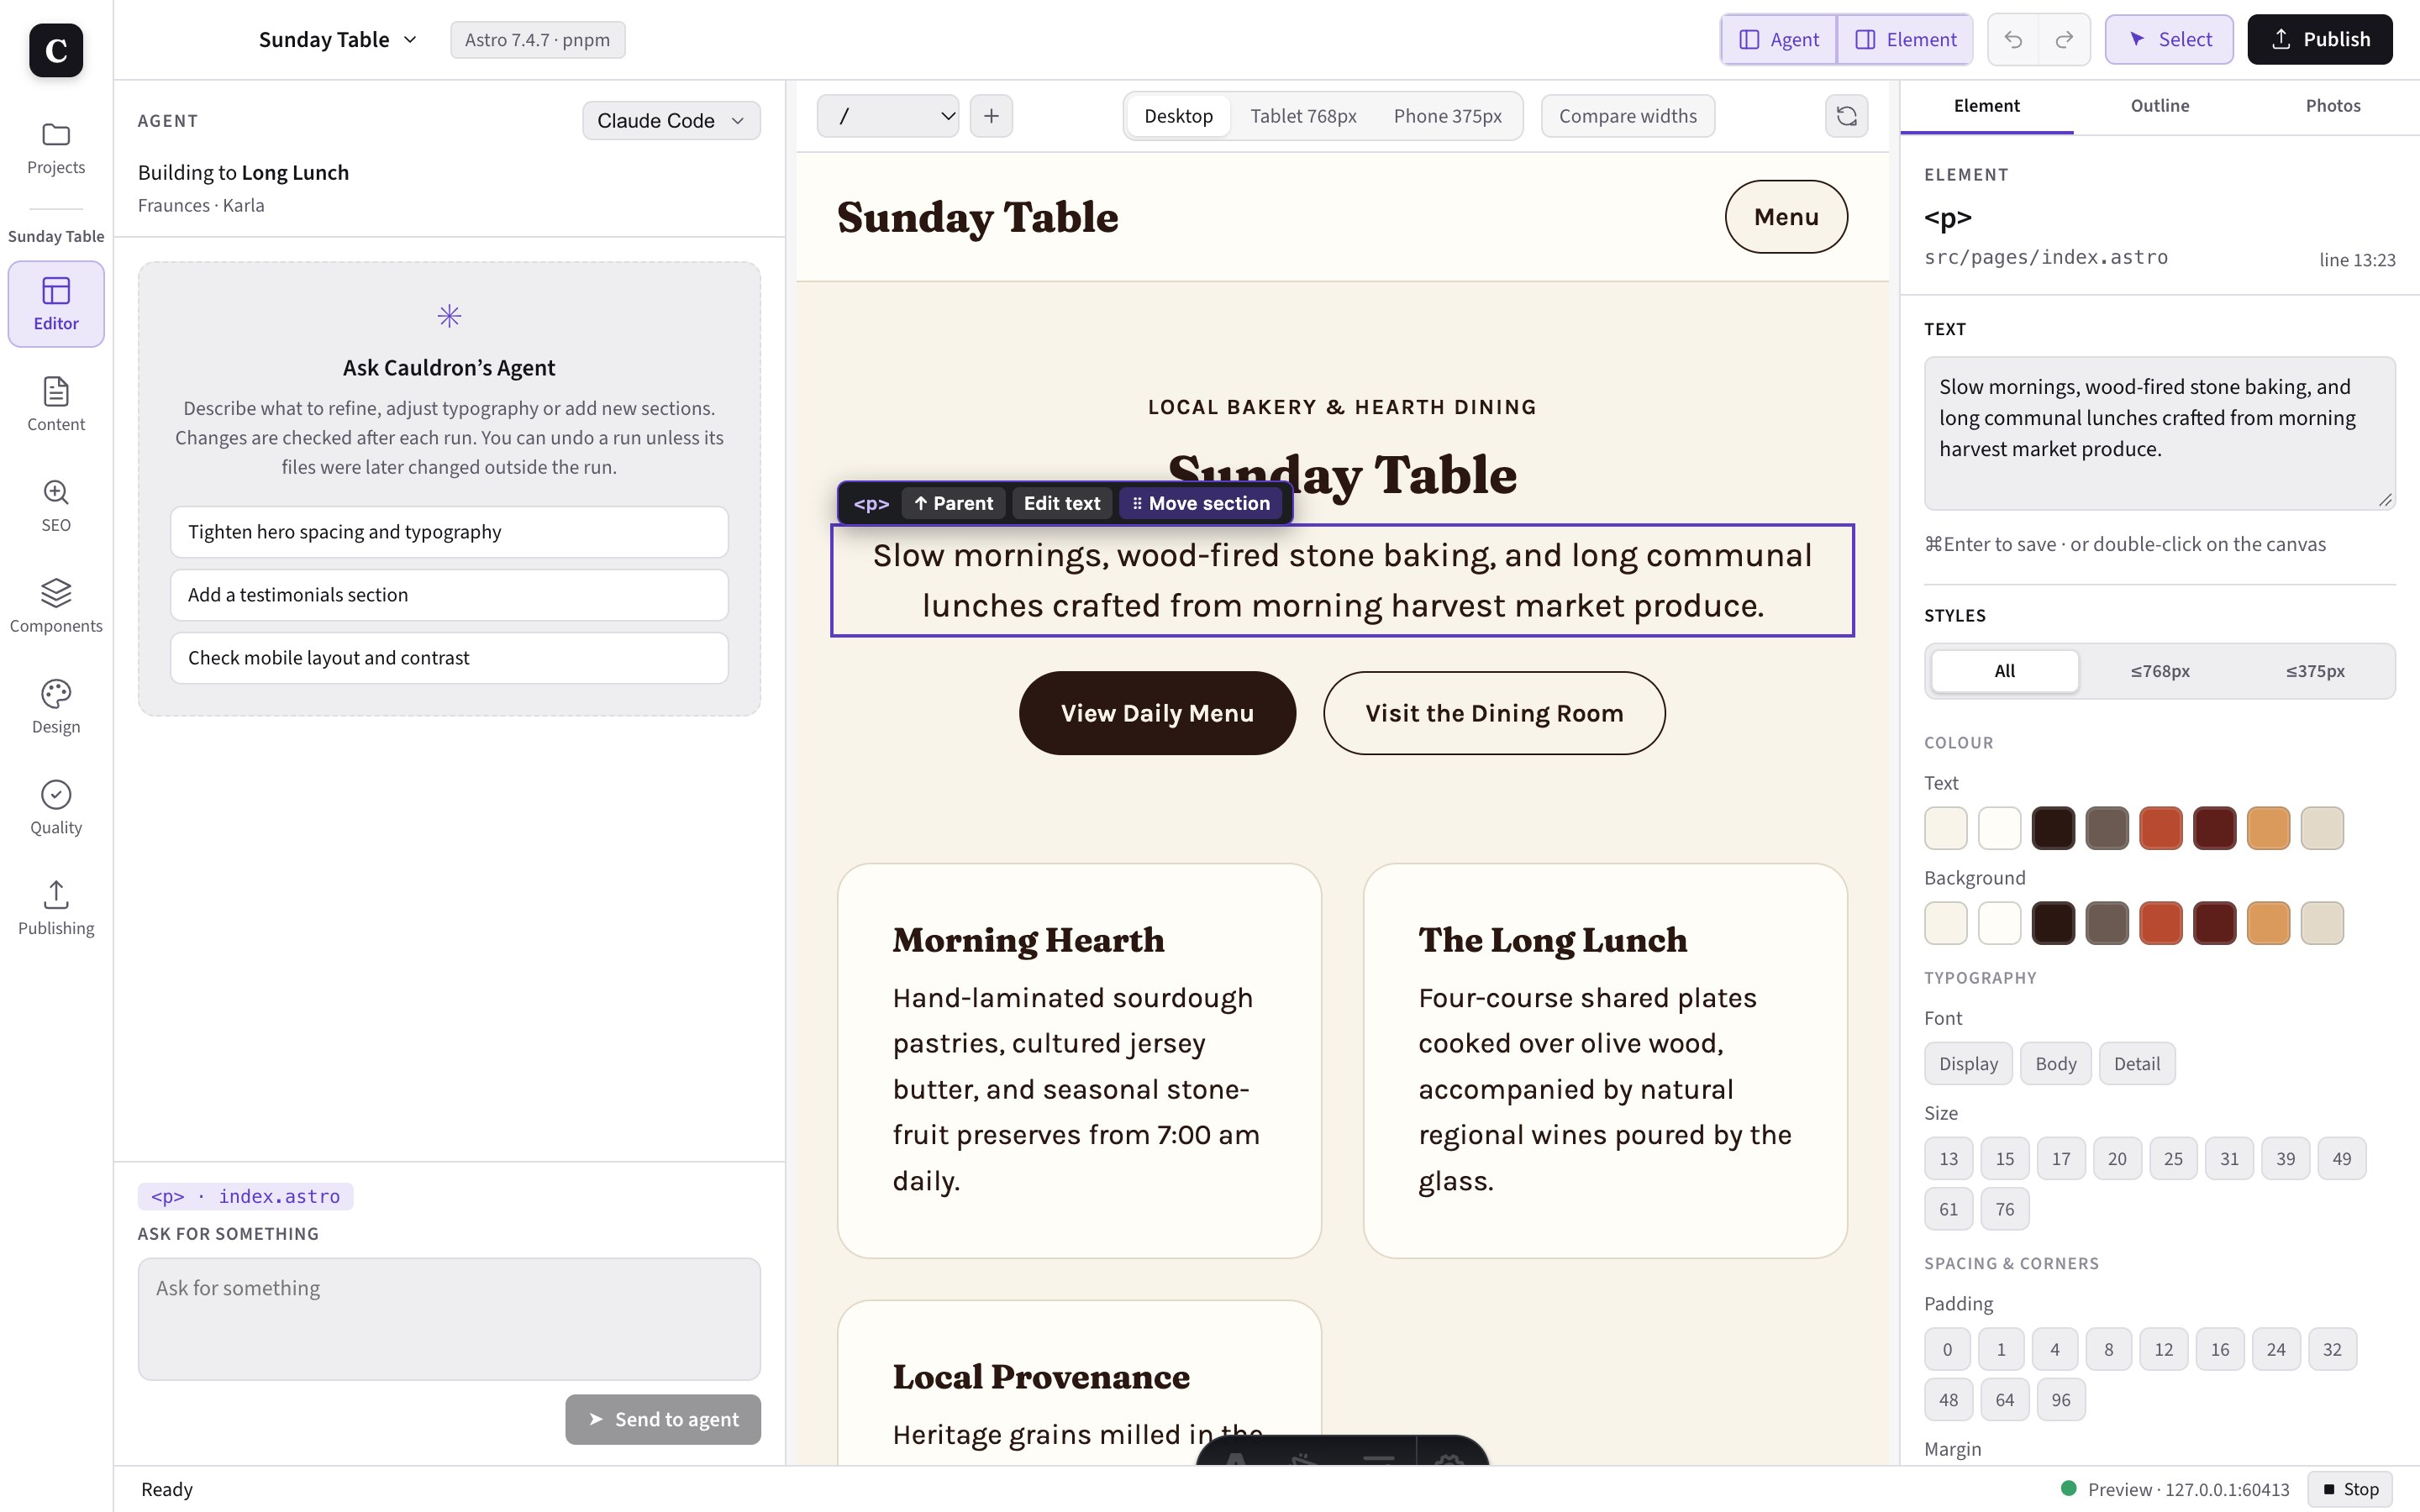 C
Sunday Table
Astro 7.4.7 · pnpm
Agent
Element
Select
Publish
Projects
Sunday Table
Editor
Content
SEO
Components
Design
Quality
Publishing
AGENT
Claude Code
Building to Long Lunch
Fraunces · Karla
Ask Cauldron’s Agent
Describe what to refine, adjust typography or add new sections.
Changes are checked after each run. You can undo a run unless its
files were later changed outside the run.
Tighten hero spacing and typography
Add a testimonials section
Check mobile layout and contrast
<p> · index.astro
ASK FOR SOMETHING
Ask for something
Send to agent
/
+
Desktop
Tablet 768px
Phone 375px
Compare widths
Sunday Table
Menu
LOCAL BAKERY & HEARTH DINING
Sunday Table
<p>
↑ Parent
Edit text
Move section
Slow mornings, wood-fired stone baking, and long communal
lunches crafted from morning harvest market produce.
View Daily Menu
Visit the Dining Room
Morning Hearth
Hand-laminated sourdough
pastries, cultured jersey
butter, and seasonal stone-
fruit preserves from 7:00 am
daily.
The Long Lunch
Four-course shared plates
cooked over olive wood,
accompanied by natural
regional wines poured by the
glass.
Local Provenance
Heritage grains milled in the
Element
Outline
Photos
ELEMENT
<p>
src/pages/index.astro
line 13:23
TEXT
Slow mornings, wood-fired stone baking, and
long communal lunches crafted from morning
harvest market produce.
⌘Enter to save · or double-click on the canvas
STYLES
All
≤768px
≤375px
COLOUR
Text
Background
TYPOGRAPHY
Font
Display
Body
Detail
Size
13 15 17 20 25 31 39 49
61 76
SPACING & CORNERS
Padding
0 1 4 8 12 16 24 32
48 64 96
Margin
Ready
Preview · 127.0.0.1:60413
Stop